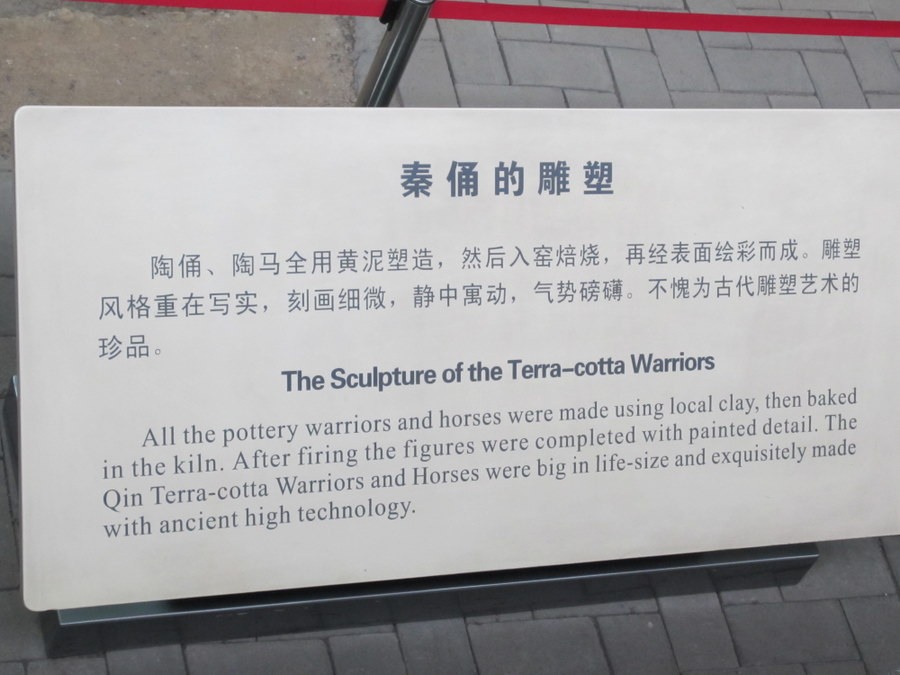 秦俑的雕塑
陶俑、陶马全用黄泥塑造，然后入窑焙烧，再经表面绘彩而成。雕塑
风格重在写实，刻画细微，静中寓动，气势磅礴。不愧为古代雕塑艺术的
珍品。
The Sculpture of the Terra-cotta Warriors
All the pottery warriors and horses were made using local clay, then baked
in the kiln. After firing the figures were completed with painted detail. The
Qin Terra-cotta Warriors and Horses were big in life-size and exquisitely made
with ancient high technology.